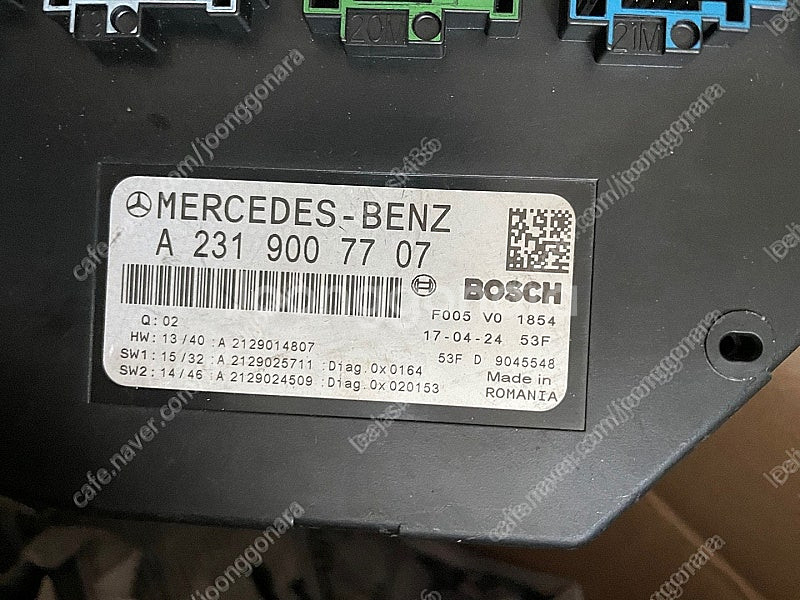 20M
21M
MERCEDES-BENZ
A 231 900 77 07
BOSCH
F005 V0 1854
Q: 02
17-04-24 53F
HW: 13/40 :A 2129014807
53F D 9045548
SW1: 15/32 :A 2129025711 :Diag.0x0164
SW2: 14/46 :A 2129024509 :Diag.0x020153
Made in
ROMANIA
cafe.naver.com/joonggonara